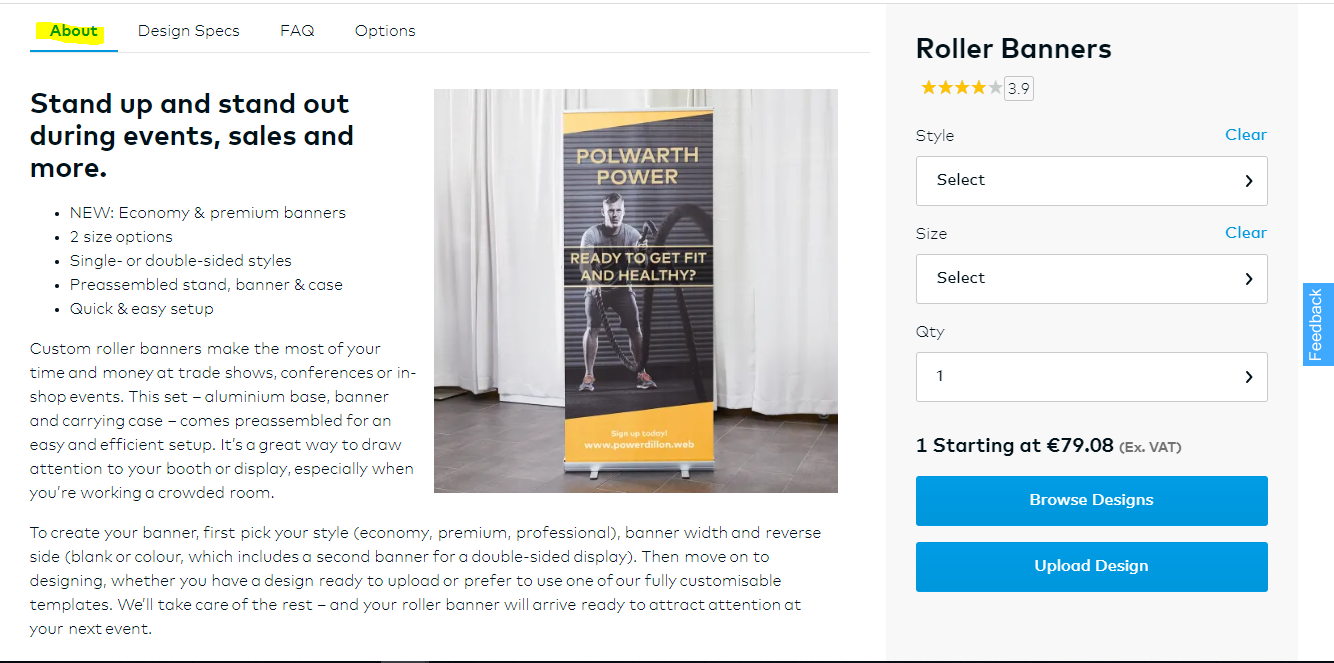 About
Design Specs
FAQ
Options
Stand up and stand out
during events, sales and
more.
• NEW: Economy & premium banners
• 2 size options
• Single- or double-sided styles
• Preassembled stand, banner & case
• Quick & easy setup
Custom roller banners make the most of your
time and money at trade shows, conferences or in-
shop events. This set – aluminium base, banner
and carrying case – comes preassembled for an
easy and efficient setup. It’s a great way to draw
attention to your booth or display, especially when
you’re working a crowded room.
POLWARTH
POWER
READY TO GET FIT
AND HEALTHY?
Sign up today!
www.powerdillon.web
To create your banner, first pick your style (economy, premium, professional), banner width and reverse
side (blank or colour, which includes a second banner for a double-sided display). Then move on to
designing, whether you have a design ready to upload or prefer to use one of our fully customisable
templates. We’ll take care of the rest – and your roller banner will arrive ready to attract attention at
your next event.
Roller Banners
3.9
Style
Clear
Select
Size
Clear
Select
Qty
1
1 Starting at €79.08 (Ex. VAT)
Browse Designs
Upload Design
Feedback